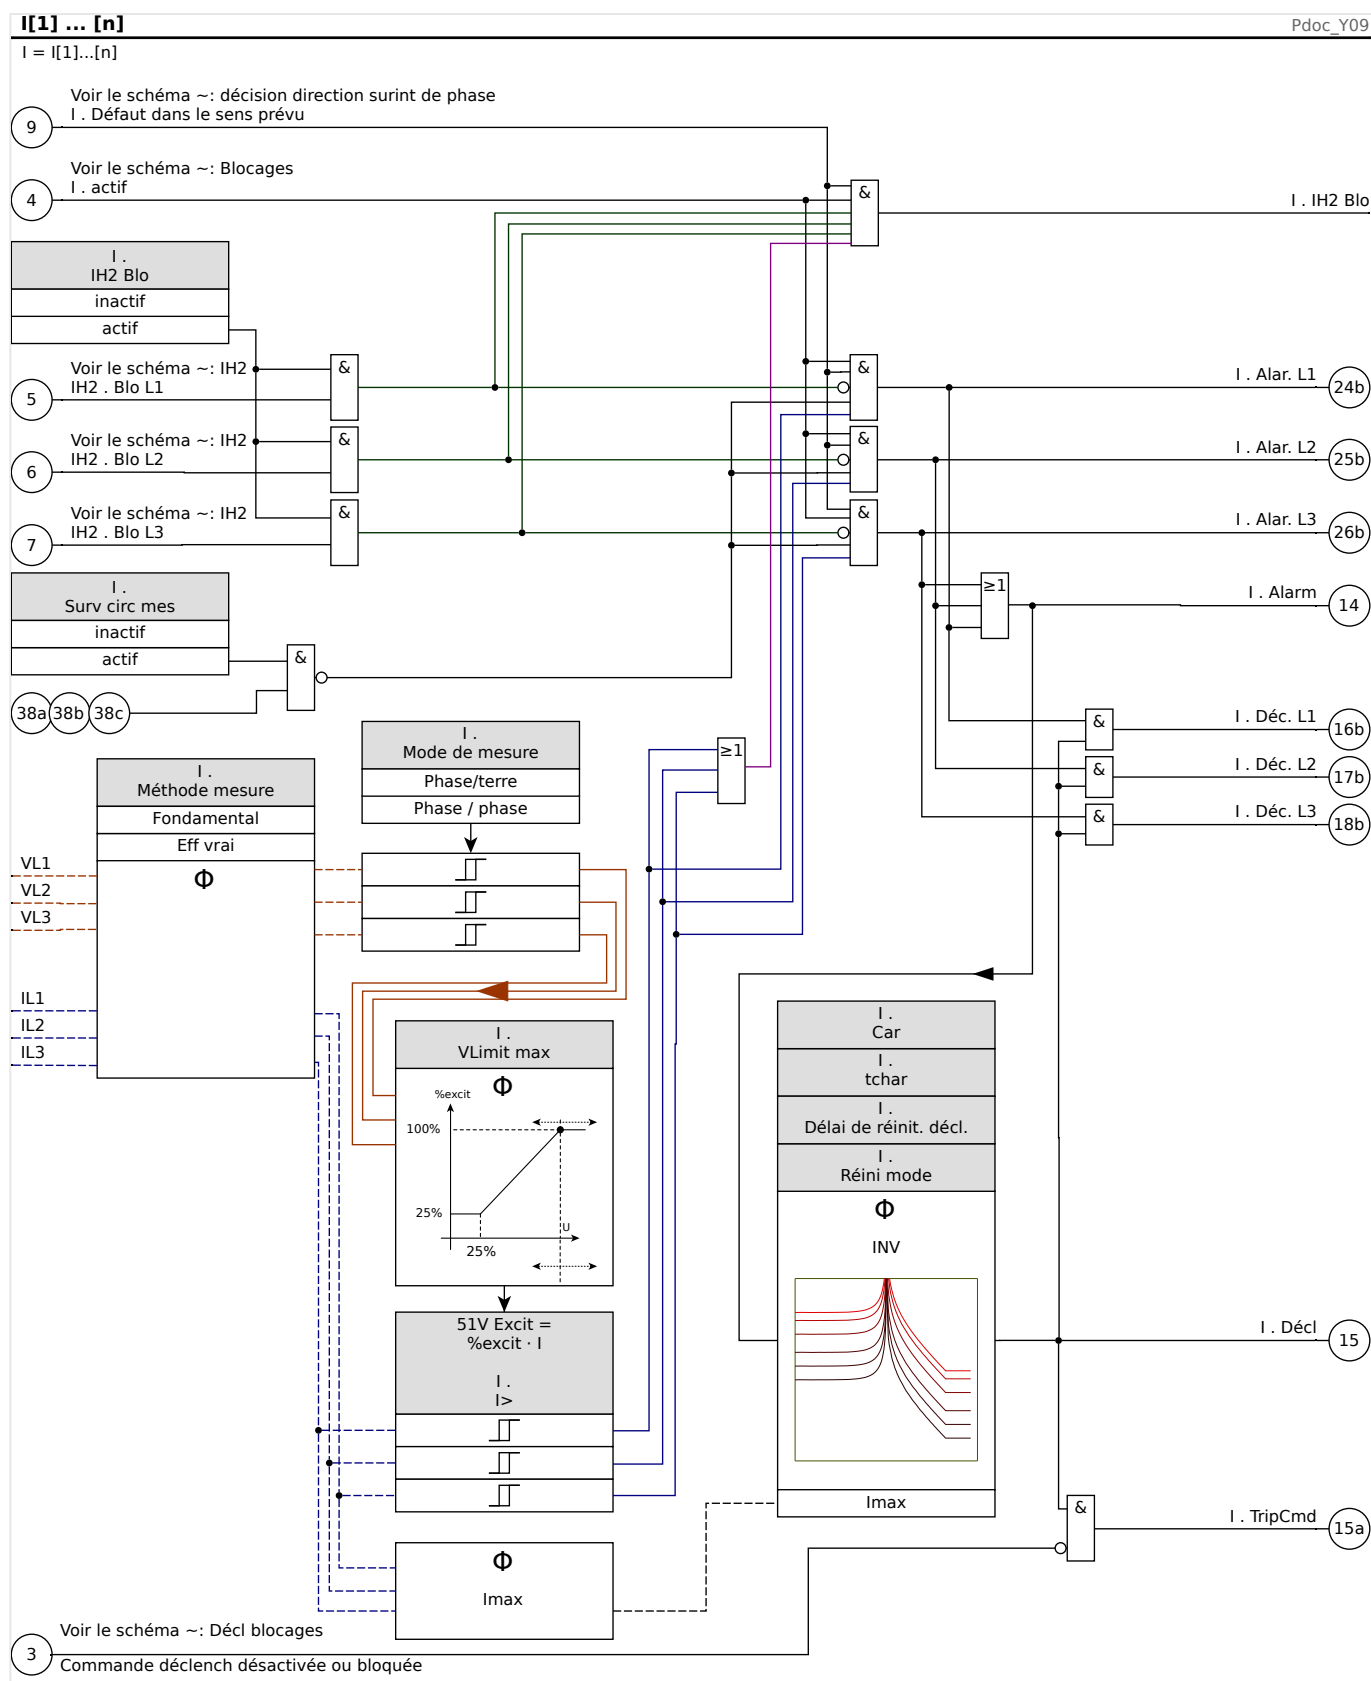 I[1] ... [n]
Pdoc_Y09
I = I[1]...[n]
Voir le schéma ~: décision direction surint de phase
9
I . Défaut dans le sens prévu
Voir le schéma ~: Blocages
4
I . actif
&
I . IH2 Blo
I .
IH2 Blo
inactif
actif
Voir le schéma ~: IH2
5
IH2 . Blo L1
&
&
I . Alar. L1
24b
Voir le schéma ~: IH2
6
IH2 . Blo L2
&
&
I . Alar. L2
25b
Voir le schéma ~: IH2
7
IH2 . Blo L3
&
&
I . Alar. L3
26b
I .
Surv circ mes
inactif
actif
&
≥1
I . Alarm
14
38a
38b
38c
&
I . Déc. L1
16b
&
I . Déc. L2
17b
&
I . Déc. L3
18b
I .
Mode de mesure
Phase/terre
Phase / phase
≥1
I .
Méthode mesure
Fondamental
Eff vrai
Φ
VL1
VL2
VL3
IL1
IL2
IL3
I .
VLimit max
Φ
%excit
100%
25%
U
25%
I .
Car
I .
tchar
I .
Délai de réinit. décl.
I .
Réini mode
Φ
INV
Imax
51V Excit =
%excit · I
I .
I>
I . Décl
15
&
I . TripCmd
15a
Φ
Imax
Voir le schéma ~: Décl blocages
3
Commande déclench désactivée ou bloquée